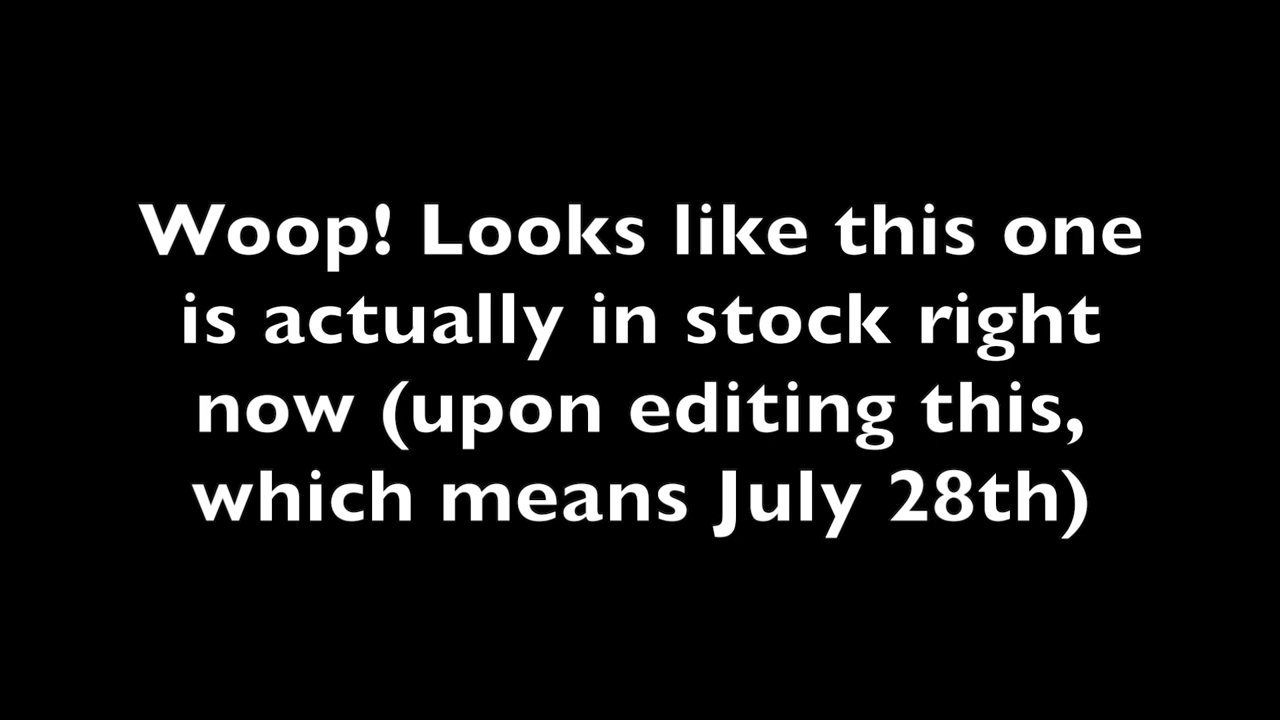 Woop! Looks like this one
is actually in stock right
now (upon editing this,
which means July 28th)